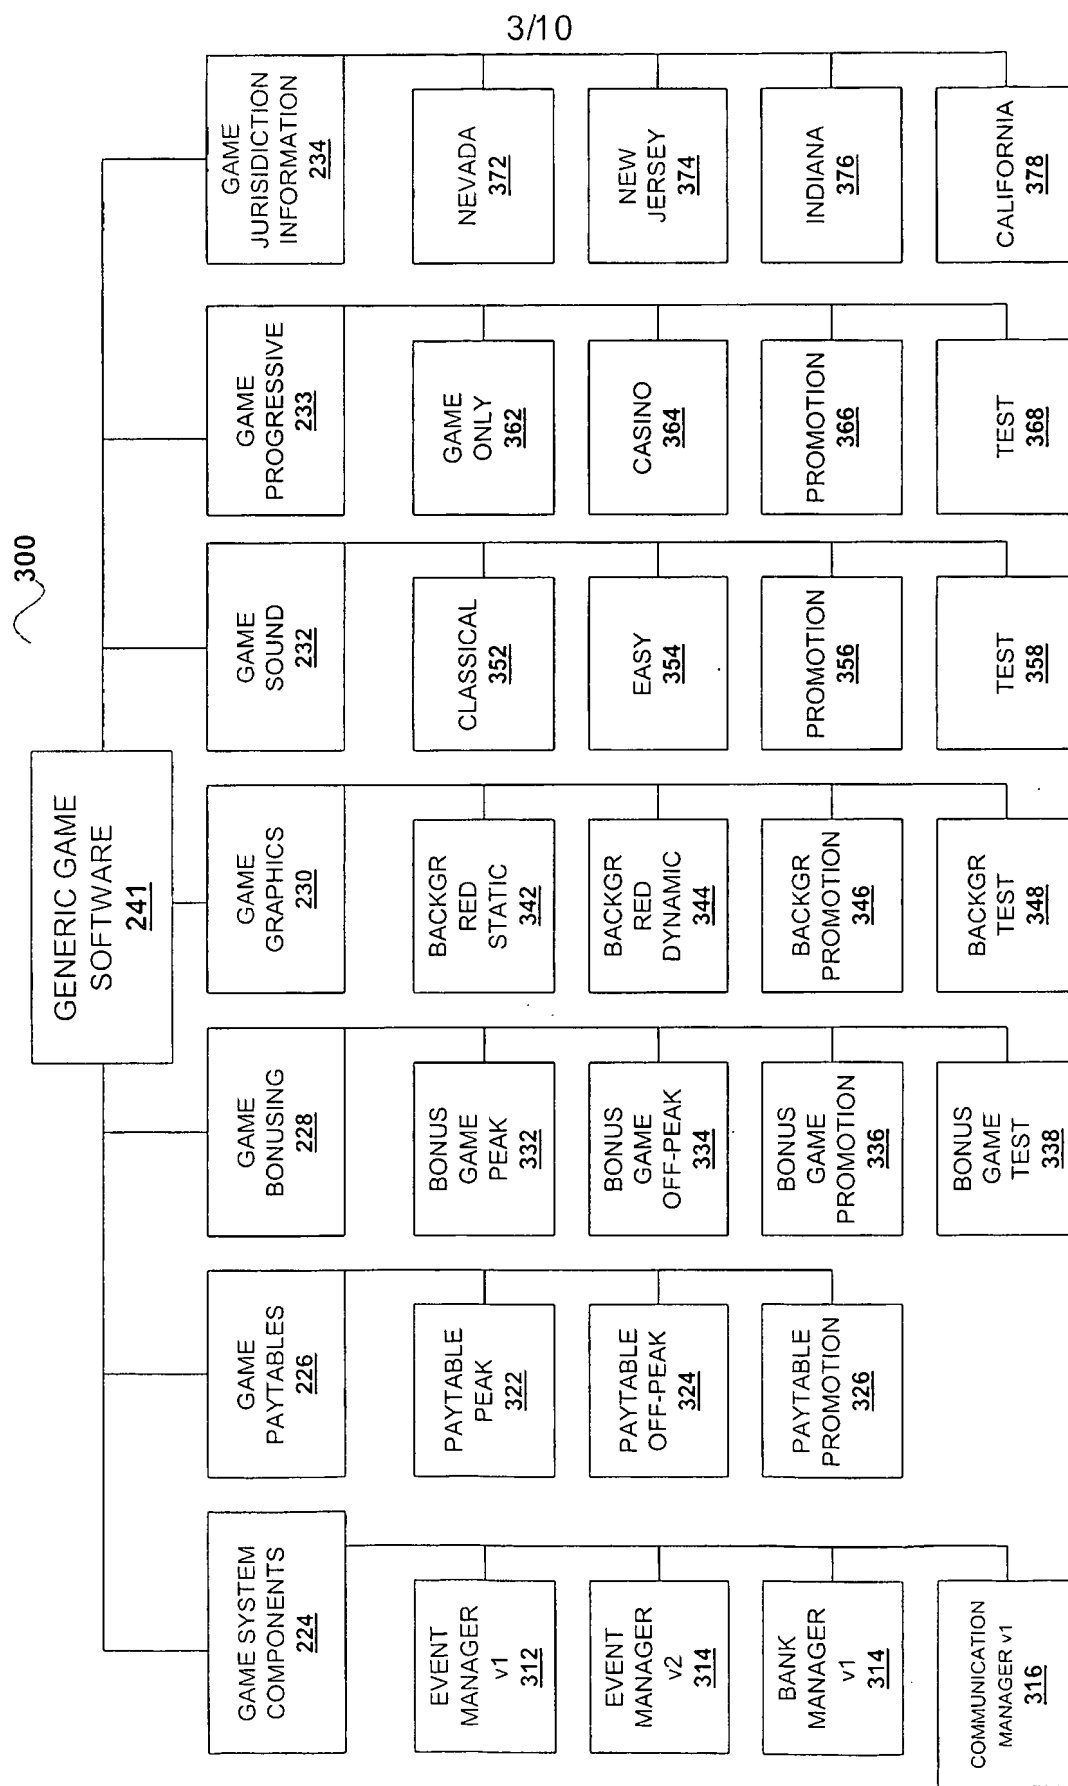 3/10
300
GENERIC GAME
SOFTWARE
241
GAME SYSTEM
COMPONENTS
224
EVENT
MANAGER
v1
312
EVENT
MANAGER
v2
314
BANK
MANAGER
v1
314
COMMUNICATION
MANAGER v1
316
GAME
PAYTABLES
226
PAYTABLE
PEAK
322
PAYTABLE
OFF-PEAK
324
PAYTABLE
PROMOTION
326
GAME
BONUSING
228
BONUS
GAME
PEAK
332
BONUS
GAME
OFF-PEAK
334
BONUS
GAME
PROMOTION
336
BONUS
GAME
TEST
338
GAME
GRAPHICS
230
BACKGR
RED
STATIC
342
BACKGR
RED
DYNAMIC
344
BACKGR
PROMOTION
346
BACKGR
TEST
348
GAME
SOUND
232
CLASSICAL
352
EASY
354
PROMOTION
356
TEST
358
GAME
PROGRESSIVE
233
GAME
ONLY
362
CASINO
364
PROMOTION
366
TEST
368
GAME
JURISIDICTION
INFORMATION
234
NEVADA
372
NEW
JERSEY
374
INDIANA
376
CALIFORNIA
378